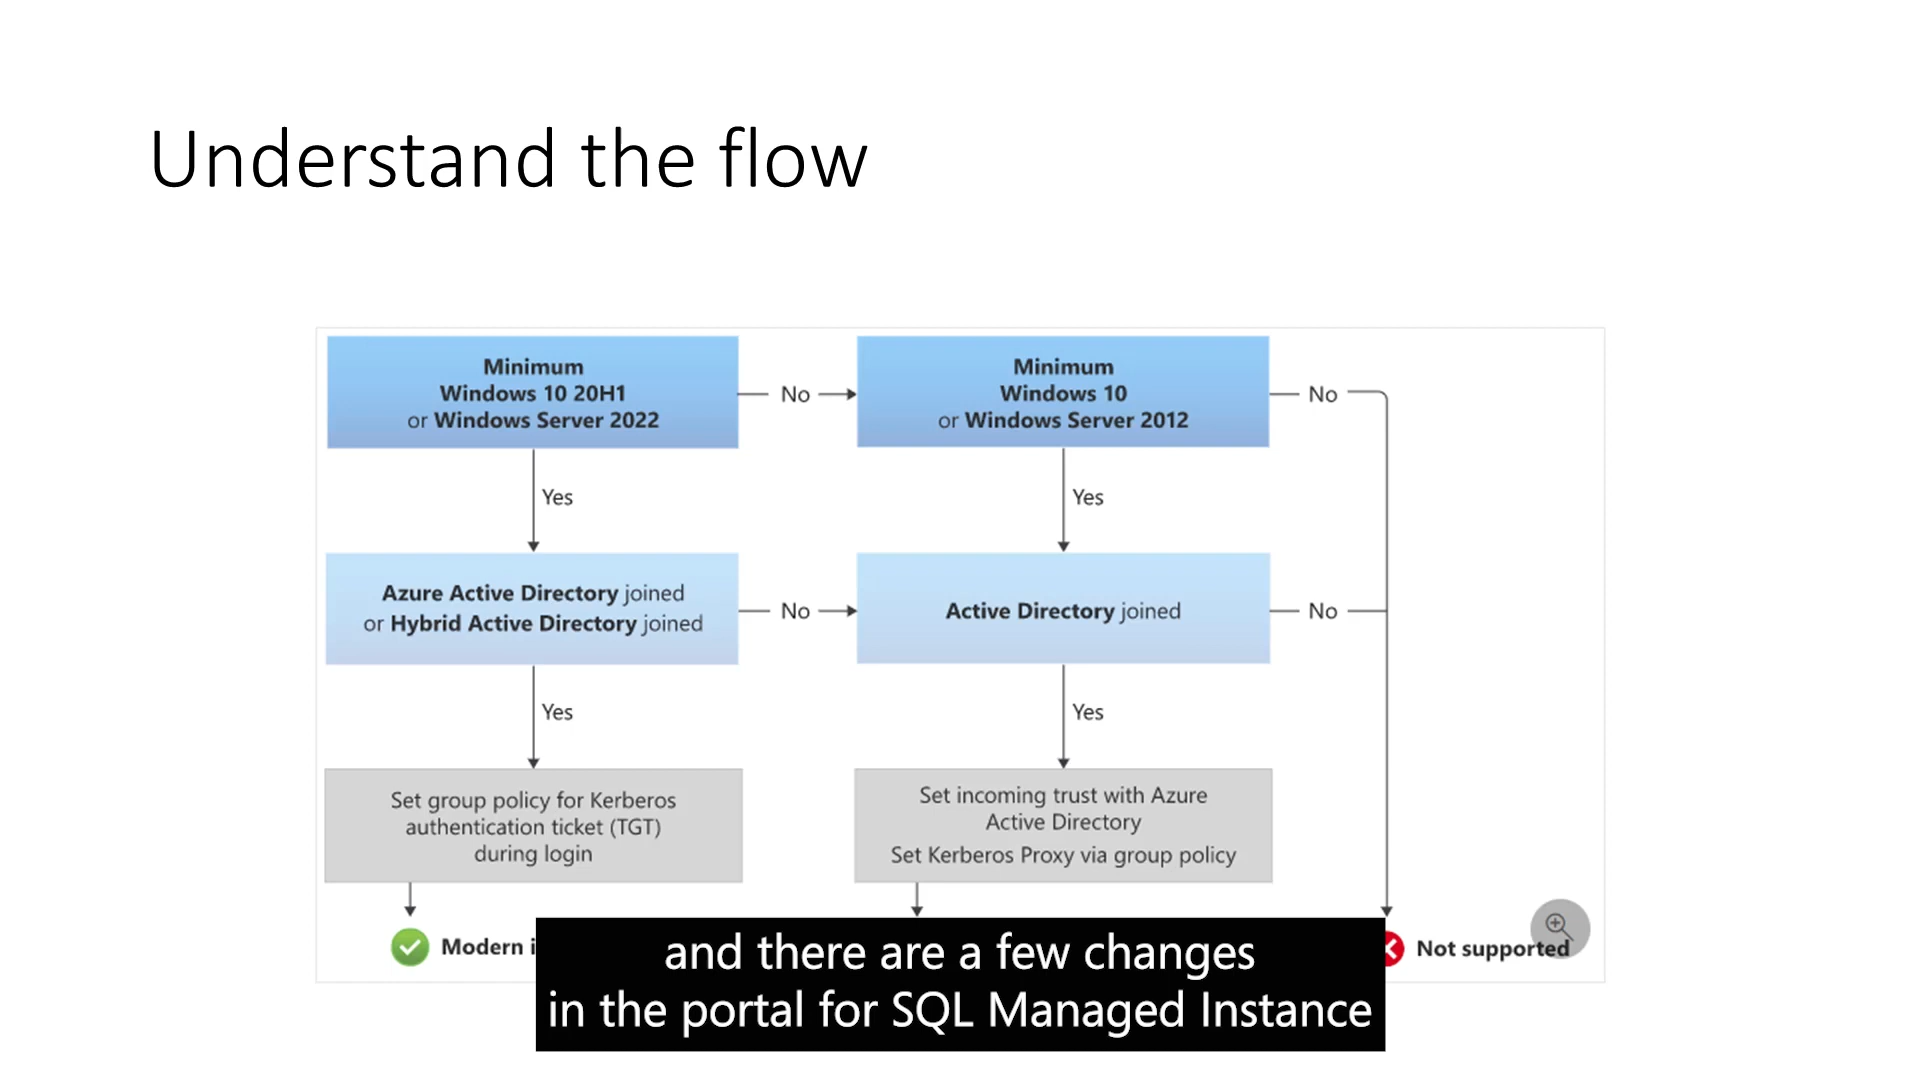 Understand the flow
Minimum
Windows 10 20H1
or Windows Server 2022
No
Minimum
Windows 10
or Windows Server 2012
No
Yes
Yes
Azure Active Directory joined
or Hybrid Active Directory joined
No
Active Directory joined
No
Yes
Yes
Set group policy for Kerberos
authentication ticket (TGT)
during login
Set incoming trust with Azure
Active Directory
Set Kerberos Proxy via group policy
Modern
Not supported
and there are a few changes
in the portal for SQL Managed Instance